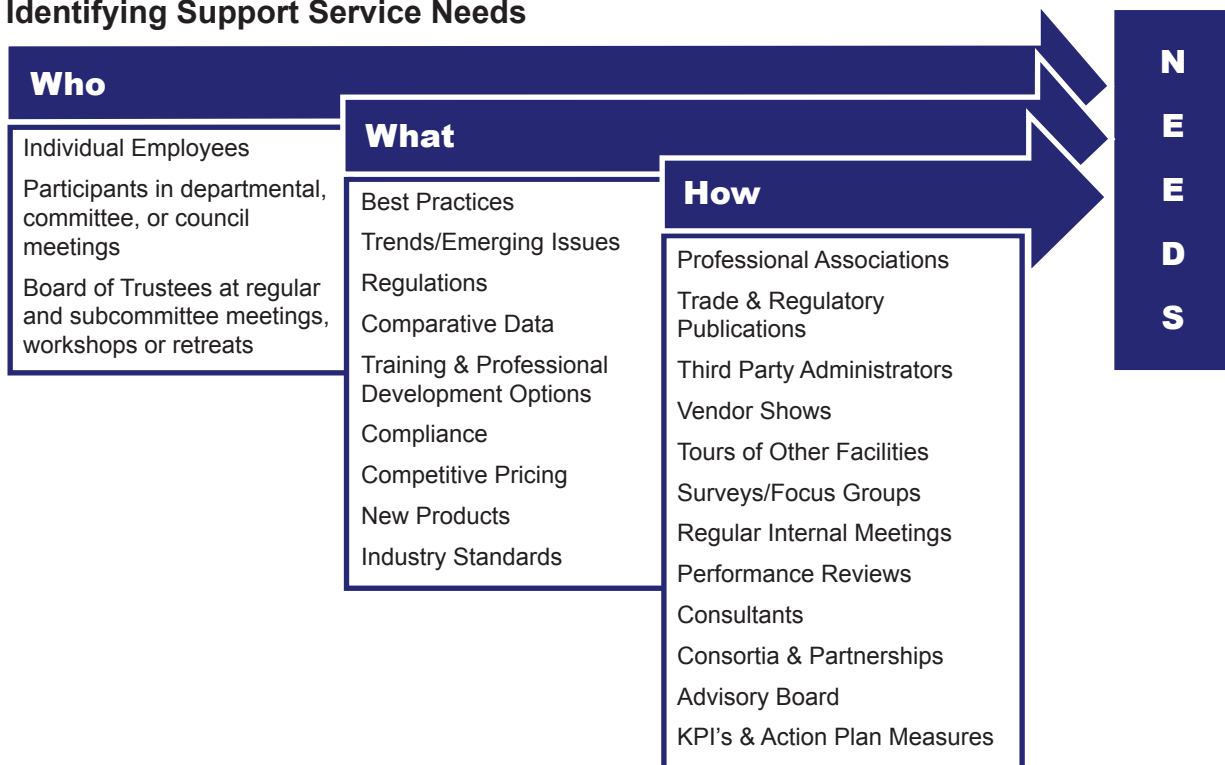 Identifying Support Service Needs
Who
Individual Employees
Participants in departmental,
committee, or council
meetings
Board of Trustees at regular
and subcommittee meetings,
workshops or retreats
What
Best Practices
Trends/Emerging Issues
Regulations
Comparative Data
Training & Professional
Development Options
Compliance
Competitive Pricing
New Products
Industry Standards
How
Professional Associations
Trade & Regulatory
Publications
Third Party Administrators
Vendor Shows
Tours of Other Facilities
Surveys/Focus Groups
Regular Internal Meetings
Performance Reviews
Consultants
Consortia & Partnerships
Advisory Board
KPI's & Action Plan Measures
N
E
E
D
S